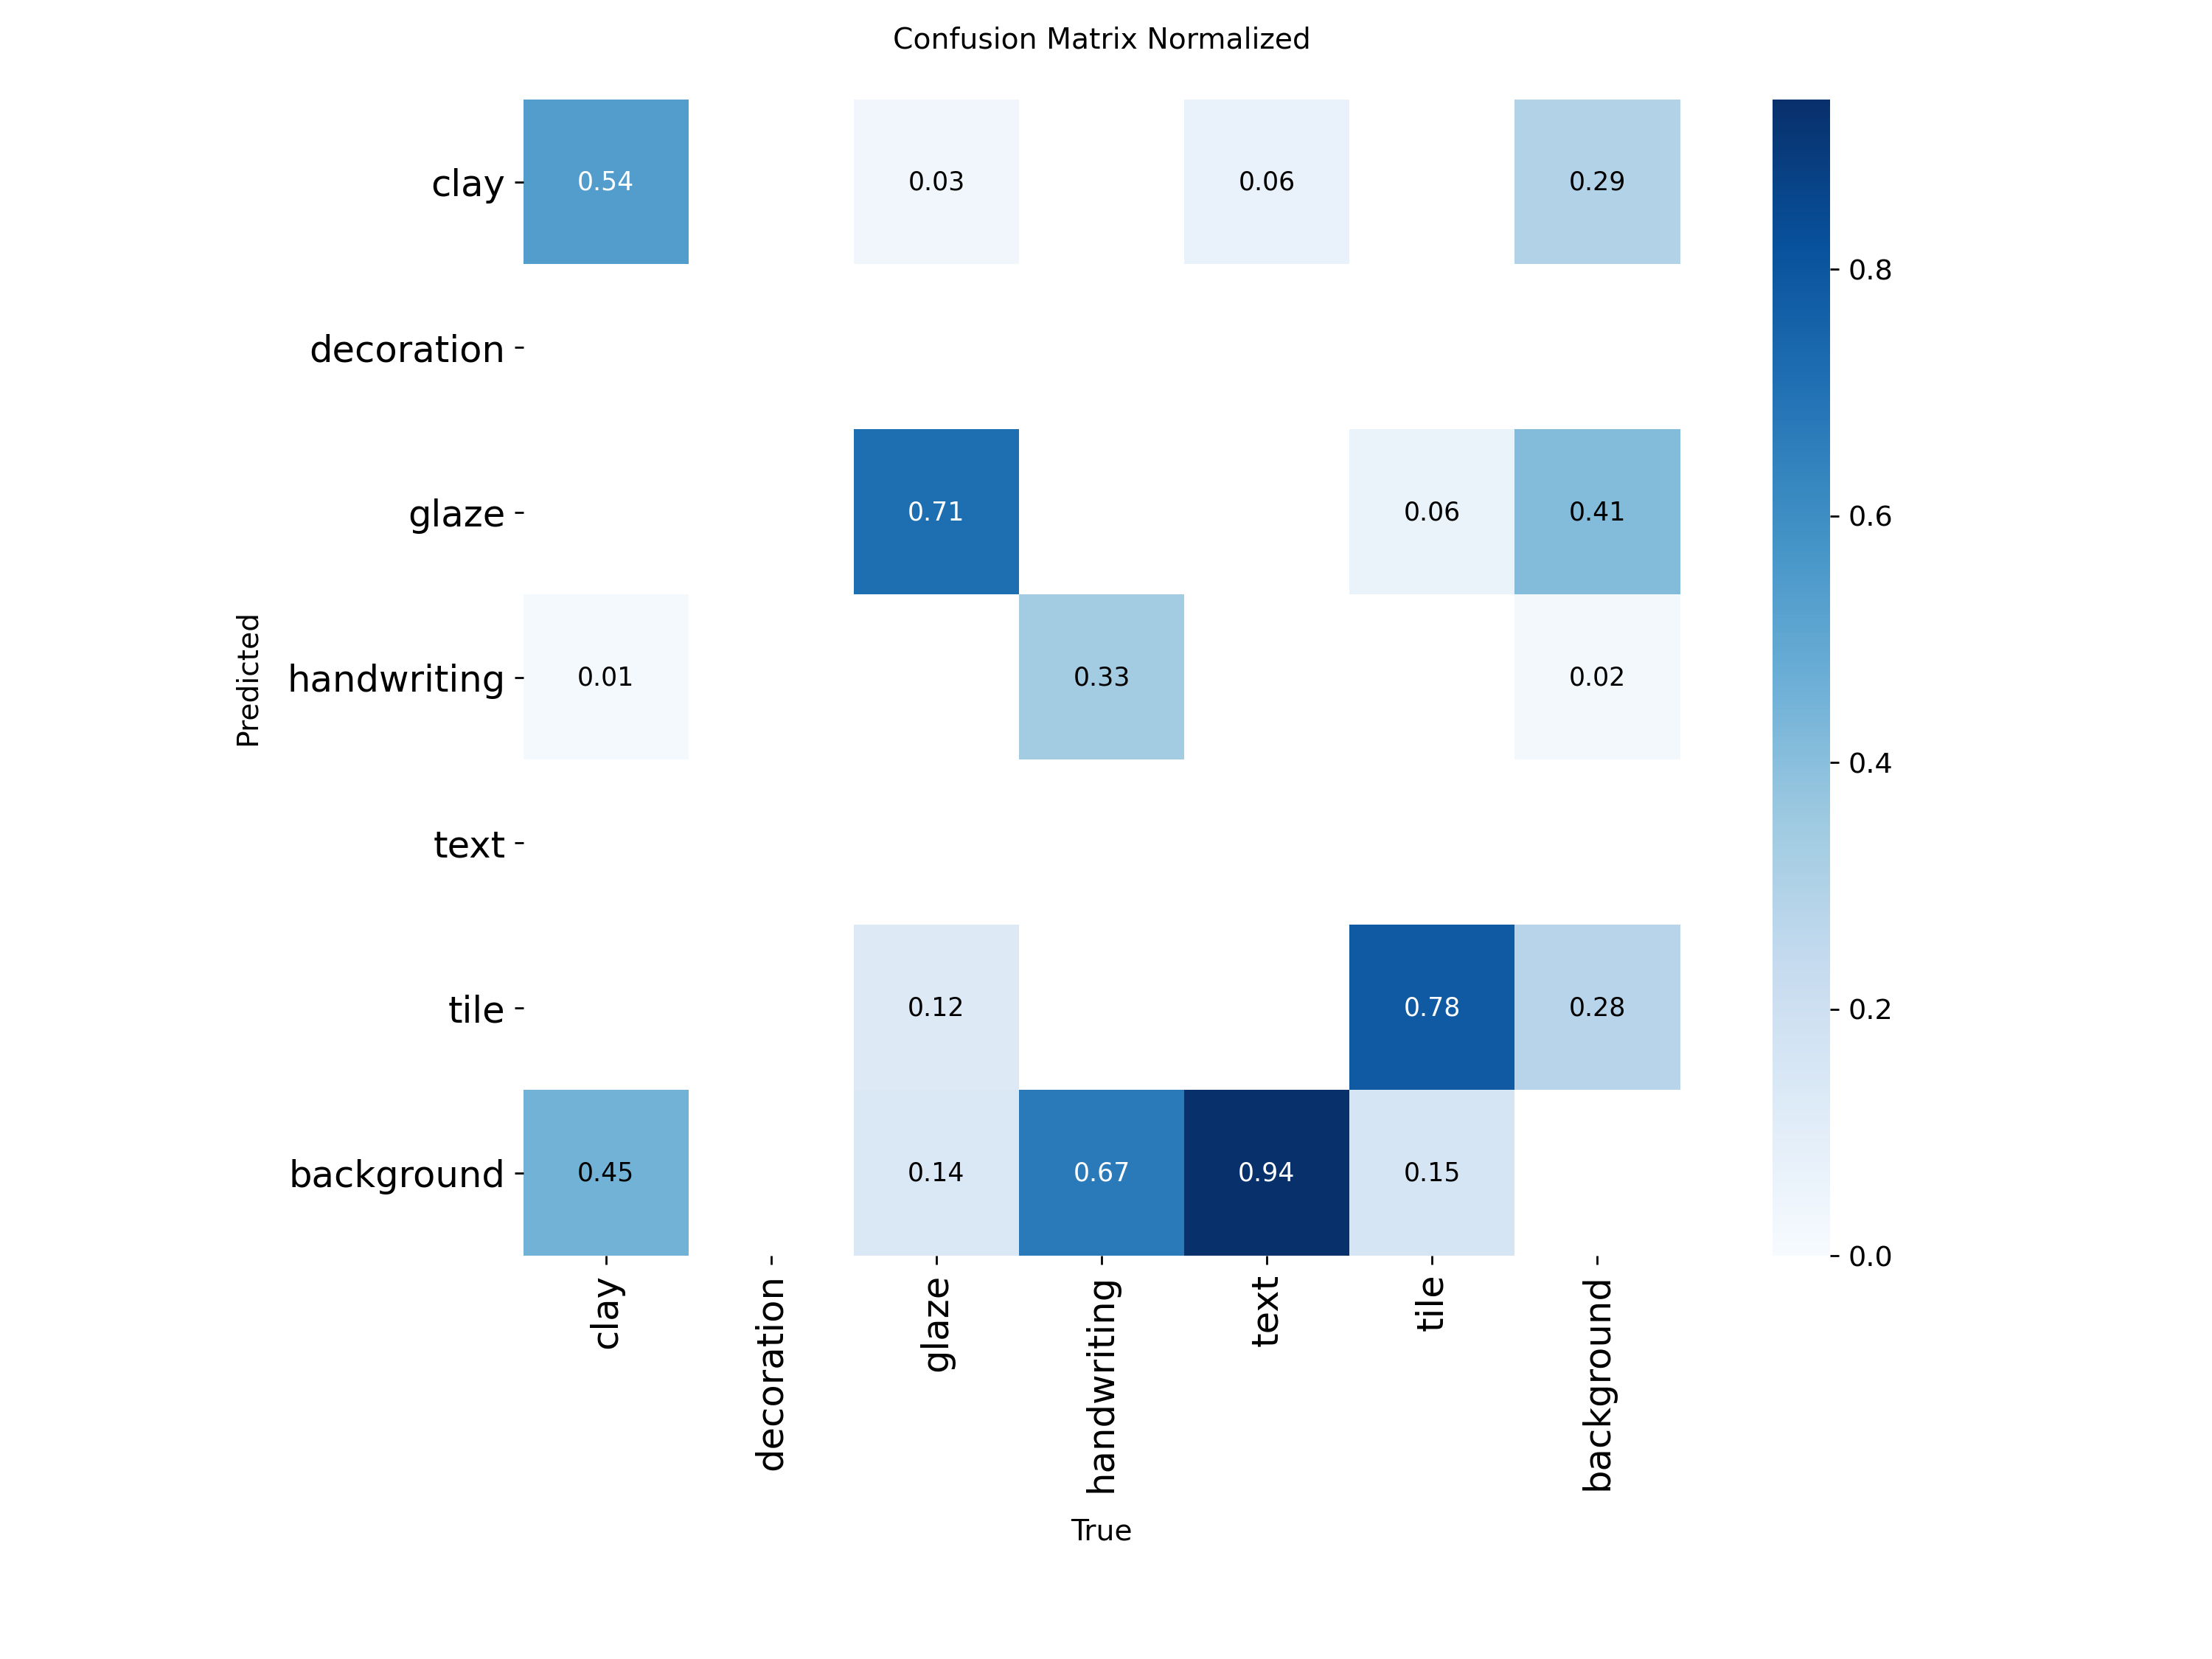 Confusion Matrix Normalized
clay 0.54 0.03 0.06 0.29
decoration
glaze 0.71 0.06 0.41
handwriting 0.01 0.33 0.02
text
tile 0.12 0.78 0.28
background 0.45 0.14 0.67 0.94 0.15
Predicted
clay decoration glaze handwriting text tile background
True
0.8
0.6
0.4
0.2
0.0